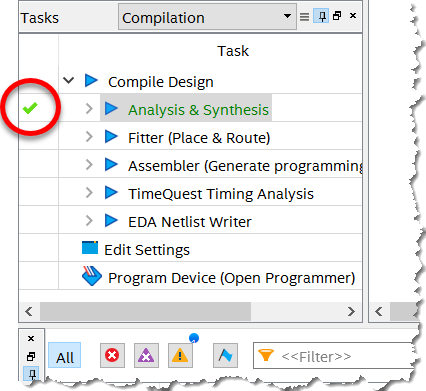 Tasks Compilation
Task
Compile Design
Analysis & Synthesis
Fitter (Place & Route)
Assembler (Generate programming
TimeQuest Timing Analysis
EDA Netlist Writer
Edit Settings
Program Device (Open Programmer)
All <<Filter>>